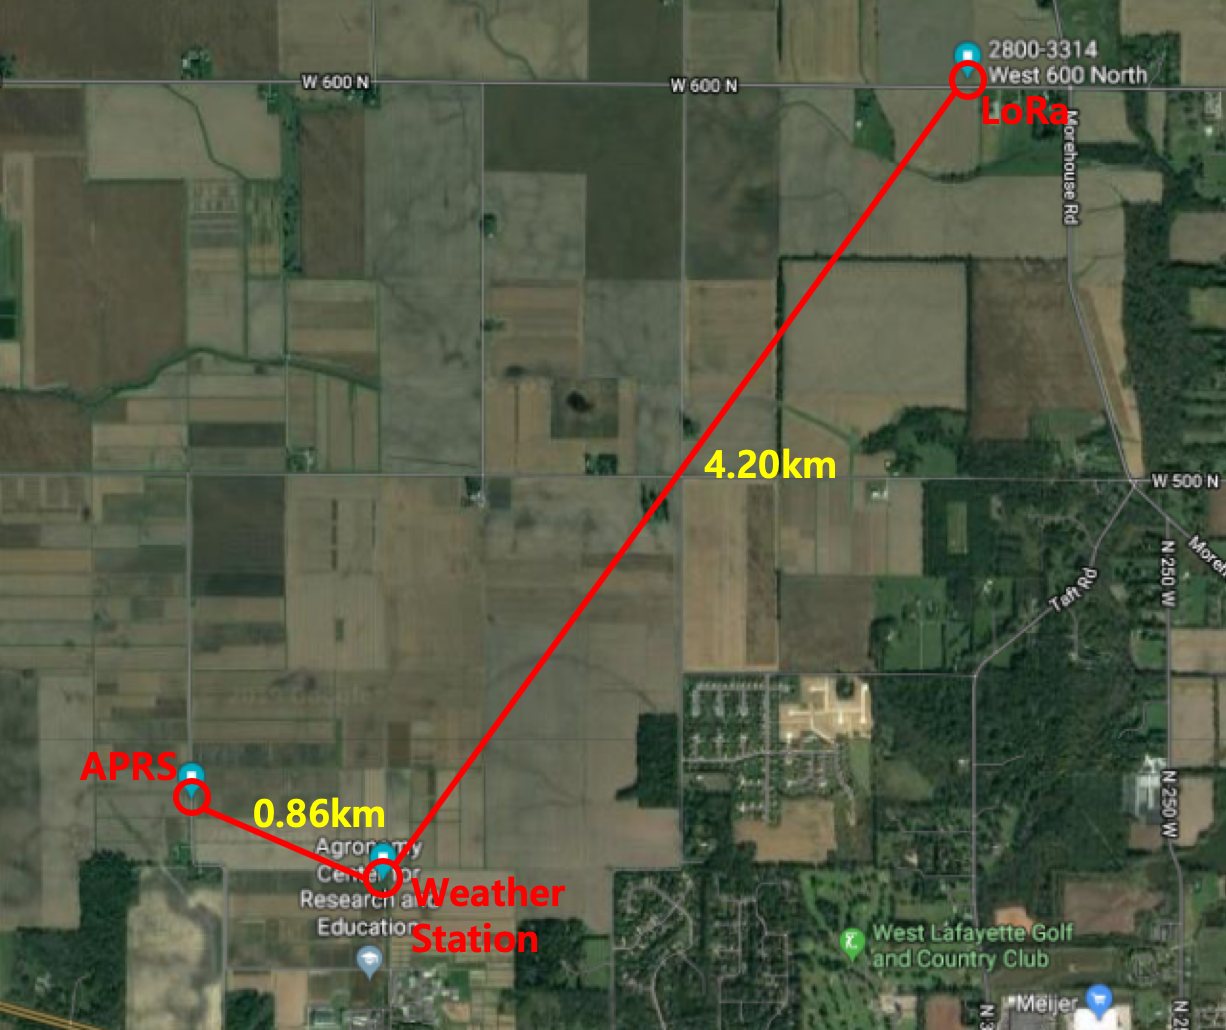 2800-3314
West 600 North
W 600 N
W 600 N
LoRa
Morehouse Rd
4.20km
W 500 N
N 250 W
Taft Rd
APRS
0.86km
Agronomy
Center for
Research and
Education
Weather
Station
N 250 W
West Lafayette Golf
and Country Club
Meijer